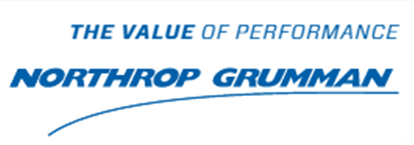 THE VALUE OF PERFORMANCE
NORTHROP GRUMMAN